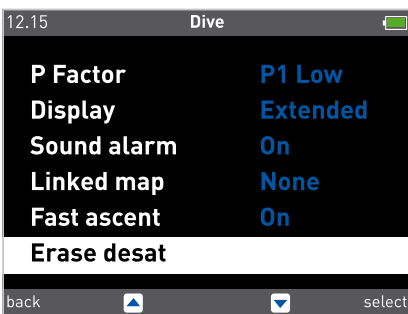 12.15 Dive
P Factor P1 Low
Display Extended
Sound alarm On
Linked map None
Fast ascent On
Erase desat
back select